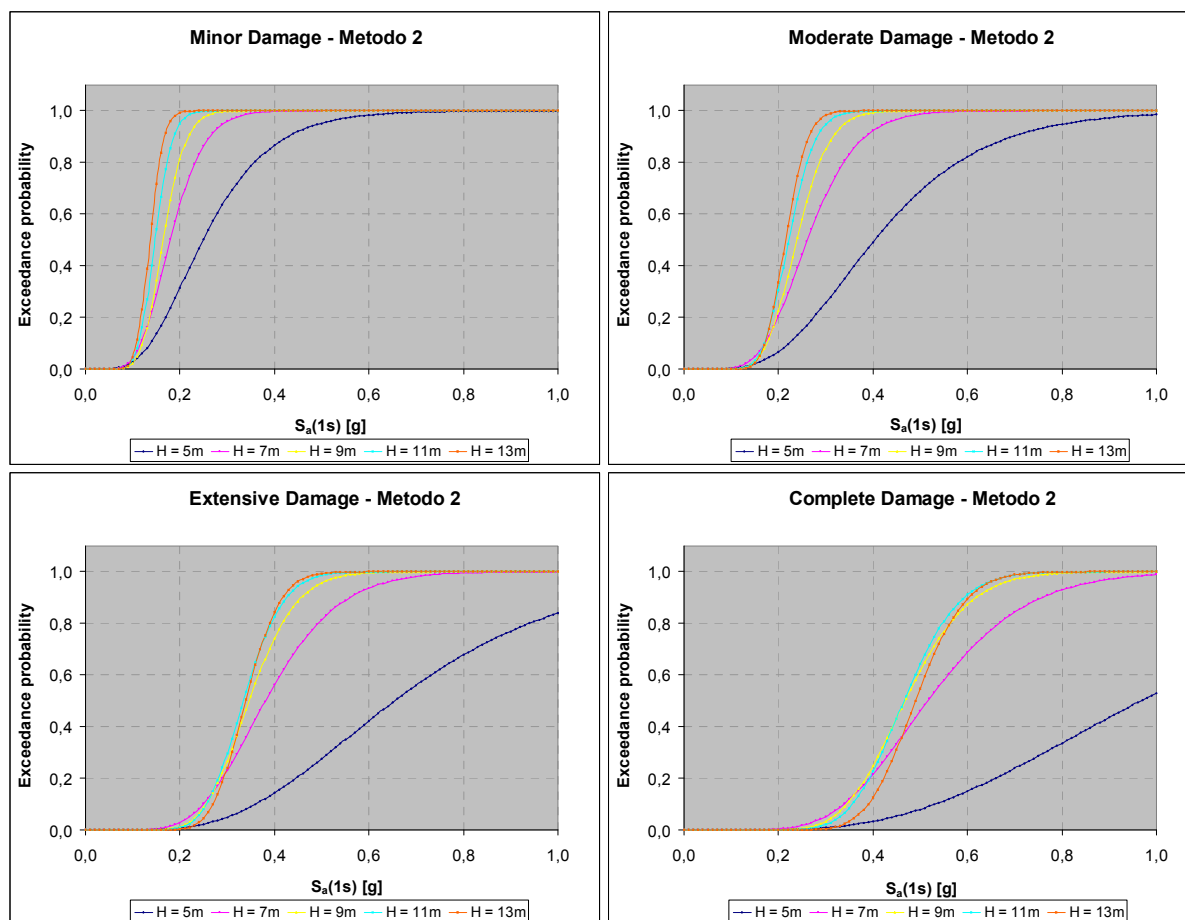 Minor Damage - Metodo 2
Exceedance probability
1,0
0,8
0,6
0,4
0,2
0,0
0,0 0,2 0,4 0,6 0,8 1,0
Sa(1s) [g]
H = 5m H = 7m H = 9m H = 11m H = 13m
Moderate Damage - Metodo 2
Exceedance probability
1,0
0,8
0,6
0,4
0,2
0,0
0,0 0,2 0,4 0,6 0,8 1,0
Sa(1s) [g]
H = 5m H = 7m H = 9m H = 11m H = 13m
Extensive Damage - Metodo 2
Exceedance probability
1,0
0,8
0,6
0,4
0,2
0,0
0,0 0,2 0,4 0,6 0,8 1,0
Sa(1s) [g]
H = 5m H = 7m H = 9m H = 11m H = 13m
Complete Damage - Metodo 2
Exceedance probability
1,0
0,8
0,6
0,4
0,2
0,0
0,0 0,2 0,4 0,6 0,8 1,0
Sa(1s) [g]
H = 5m H = 7m H = 9m H = 11m H = 13m